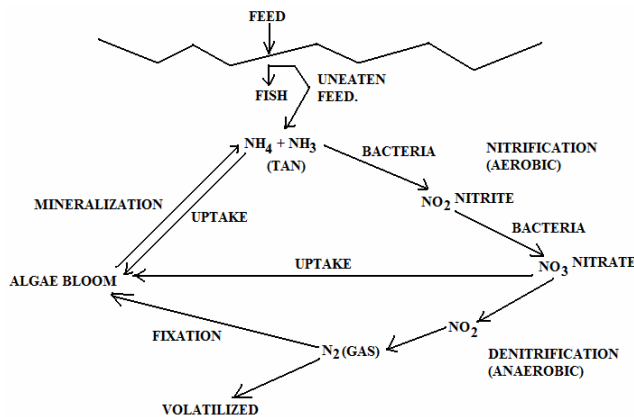 FEED
FISH
UNEATEN
FEED.
NH4 + NH3
(TAN)
BACTERIA
NITRIFICATION
(AEROBIC)
MINERALIZATION
UPTAKE
NO2 NITRITE
BACTERIA
ALGAE BLOOM
UPTAKE
NO3 NITRATE
FIXATION
N2 (GAS)
NO2
DENITRIFICATION
(ANAEROBIC)
VOLATILIZED